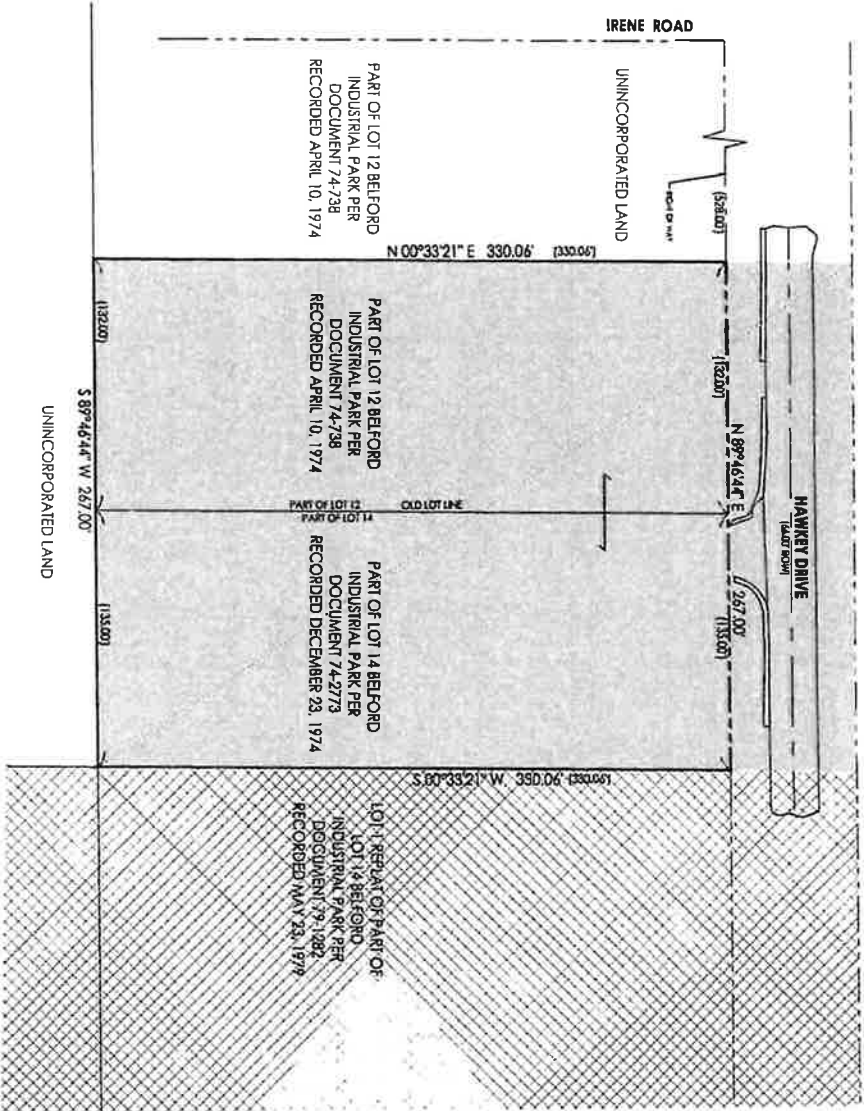 IRENE ROAD
UNINCORPORATED LAND
RIGHT OF WAY
(528.00')
HAWKEY DRIVE
(66.00' ROW)
N 89°46'44" E 267.00'
(132.00')
(135.00')
N 00°33'21" E 330.06' (330.06')
PART OF LOT 12 BELFORD
INDUSTRIAL PARK PER
DOCUMENT 74-738
RECORDED APRIL 10, 1974
PART OF LOT 12 BELFORD
INDUSTRIAL PARK PER
DOCUMENT 74-738
RECORDED APRIL 10, 1974
PART OF LOT 12
OLD LOT LINE
PART OF LOT 14
PART OF LOT 14 BELFORD
INDUSTRIAL PARK PER
DOCUMENT 74-2773
RECORDED DECEMBER 23, 1974
S 00°33'21" W 330.06' (330.06')
LOT 1 REPLAT OF PART OF
LOT 14 BELFORD
INDUSTRIAL PARK PER
DOCUMENT 79-1282
RECORDED MAY 23, 1979
(132.00')
S 89°46'44" W 267.00'
(135.00')
UNINCORPORATED LAND